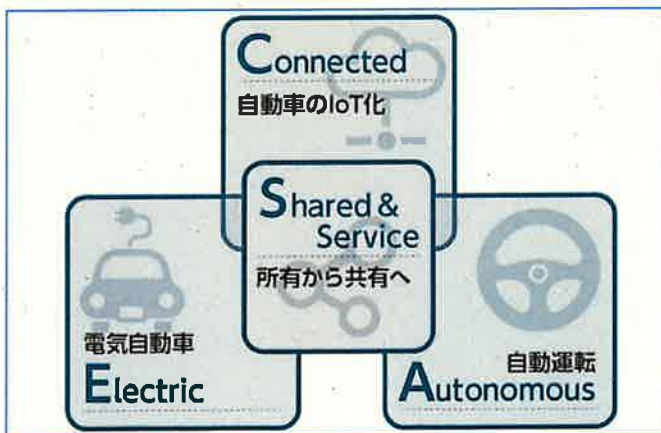 Connected
自動車のIoT化
Shared &
Service
所有から共有へ
電気自動車
Electric
自動運転
Autonomous